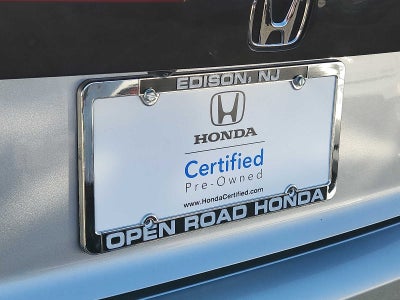 EDISON, NJ
HONDA
Certified
Pre-Owned
www.HondaCertified.com
OPEN ROAD HONDA